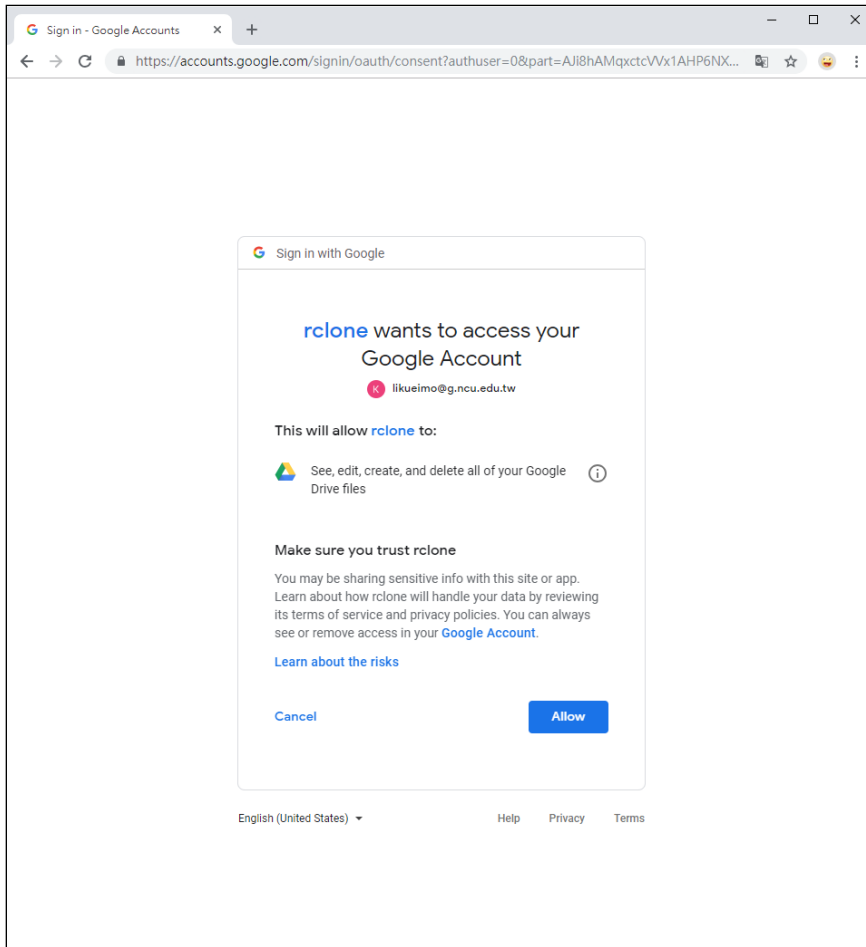 Sign in - Google Accounts
https://accounts.google.com/signin/oauth/consent?authuser=0&part=AJi8hAMqxctcVVx1AHP6NX...
Sign in with Google
rclone wants to access your
Google Account
K likueimo@g.ncu.edu.tw
This will allow rclone to:
See, edit, create, and delete all of your Google
Drive files
Make sure you trust rclone
You may be sharing sensitive info with this site or app.
Learn about how rclone will handle your data by reviewing
its terms of service and privacy policies. You can always
see or remove access in your Google Account.
Learn about the risks
Cancel Allow
English (United States) Help Privacy Terms